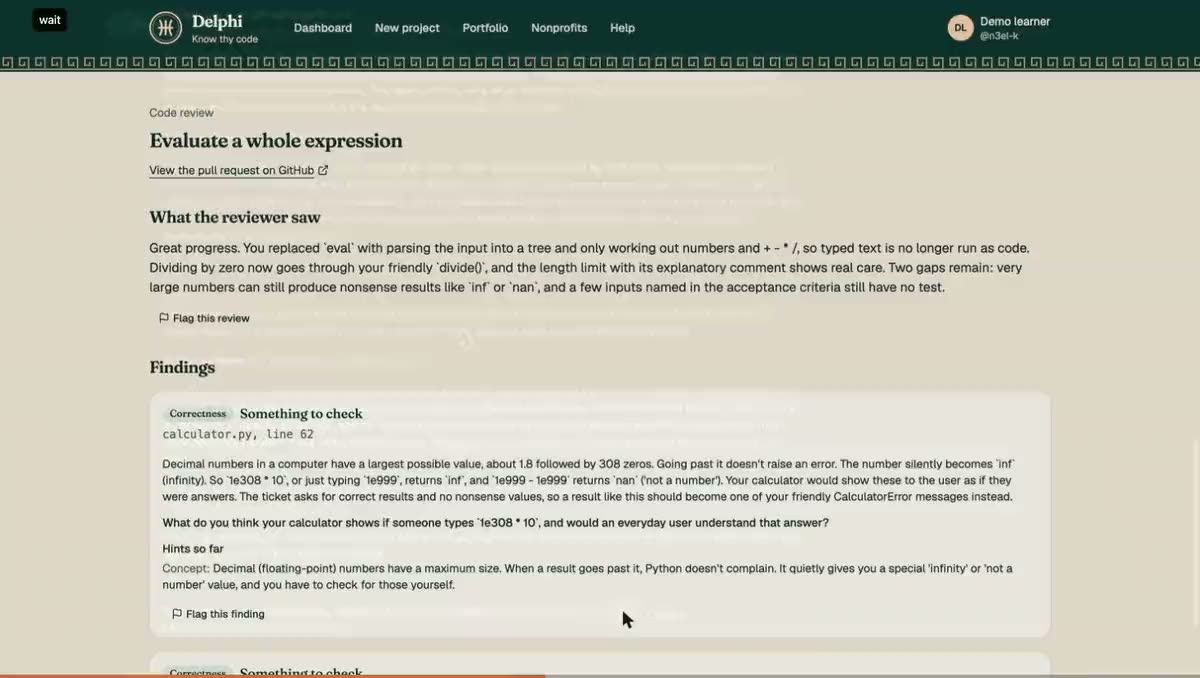 wait
Delphi
Know thy code
Dashboard
New project
Portfolio
Nonprofits
Help
DL
Demo learner
@n3el-k
Code review
Evaluate a whole expression
View the pull request on GitHub
What the reviewer saw
Great progress. You replaced `eval` with parsing the input into a tree and only working out numbers and + - * /, so typed text is no longer run as code.
Dividing by zero now goes through your friendly `divide()`, and the length limit with its explanatory comment shows real care. Two gaps remain: very
large numbers can still produce nonsense results like `inf` or `nan`, and a few inputs named in the acceptance criteria still have no test.
Flag this review
Findings
Correctness Something to check
calculator.py, line 62
Decimal numbers in a computer have a largest possible value, about 1.8 followed by 308 zeros. Going past it doesn't raise an error. The number silently becomes `inf`
(infinity). So `1e308 * 10`, or just typing `1e999`, returns `inf`, and `1e999 - 1e999` returns `nan` ('not a number'). Your calculator would show these to the user as if they
were answers. The ticket asks for correct results and no nonsense values, so a result like this should become one of your friendly CalculatorError messages instead.
What do you think your calculator shows if someone types `1e308 * 10`, and would an everyday user understand that answer?
Hints so far
Concept: Decimal (floating-point) numbers have a maximum size. When a result goes past it, Python doesn't complain. It quietly gives you a special 'infinity' or 'not a
number' value, and you have to check for those yourself.
Flag this finding
Correctness Something to check